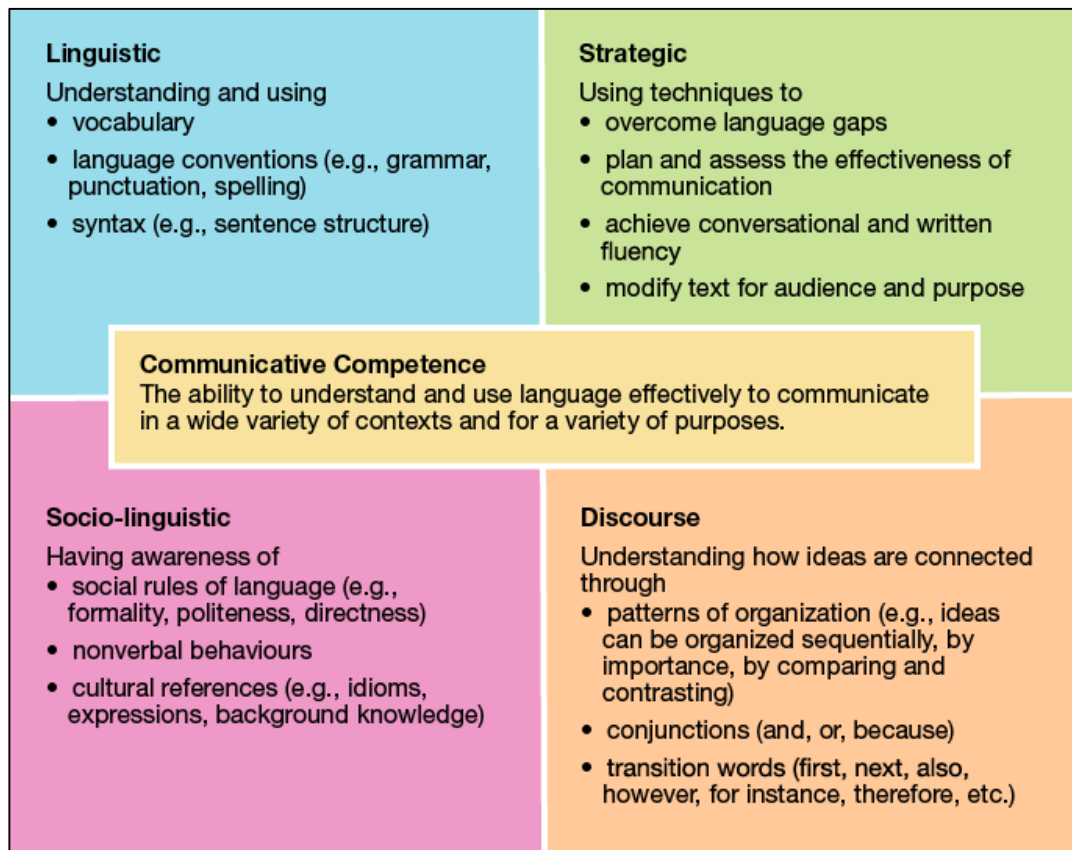 Linguistic
Understanding and using
• vocabulary
• language conventions (e.g., grammar,
punctuation, spelling)
• syntax (e.g., sentence structure)
Strategic
Using techniques to
• overcome language gaps
• plan and assess the effectiveness of
communication
• achieve conversational and written
fluency
• modify text for audience and purpose
Communicative Competence
The ability to understand and use language effectively to communicate
in a wide variety of contexts and for a variety of purposes.
Socio-linguistic
Having awareness of
• social rules of language (e.g.,
formality, politeness, directness)
• nonverbal behaviours
• cultural references (e.g., idioms,
expressions, background knowledge)
Discourse
Understanding how ideas are connected
through
• patterns of organization (e.g., ideas
can be organized sequentially, by
importance, by comparing and
contrasting)
• conjunctions (and, or, because)
• transition words (first, next, also,
however, for instance, therefore, etc.)